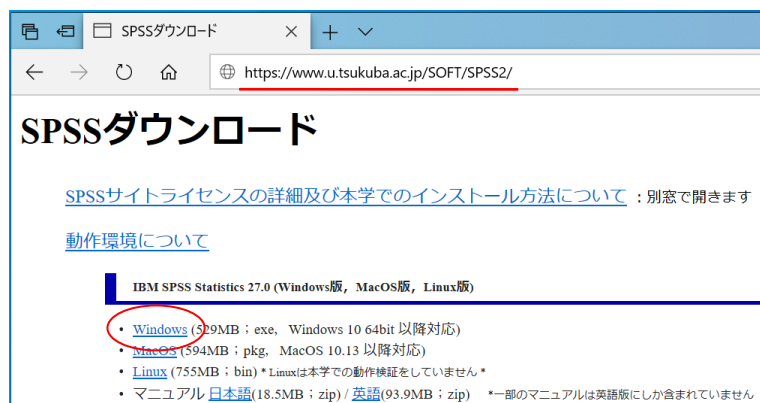 SPSSダウンロード
https://www.u.tsukuba.ac.jp/SOFT/SPSS2/
SPSSダウンロード
SPSSサイトライセンスの詳細及び本学でのインストール方法について ：別窓で開きます
動作環境について
IBM SPSS Statistics 27.0 (Windows版，MacOS版，Linux版)
• Windows (529MB；exe, Windows 10 64bit 以降対応)
• MacOS (594MB；pkg, MacOS 10.13 以降対応)
• Linux (755MB；bin) * Linuxは本学での動作検証をしていません *
• マニュアル 日本語(18.5MB；zip) / 英語(93.9MB；zip) *一部のマニュアルは英語版にしか含まれていません